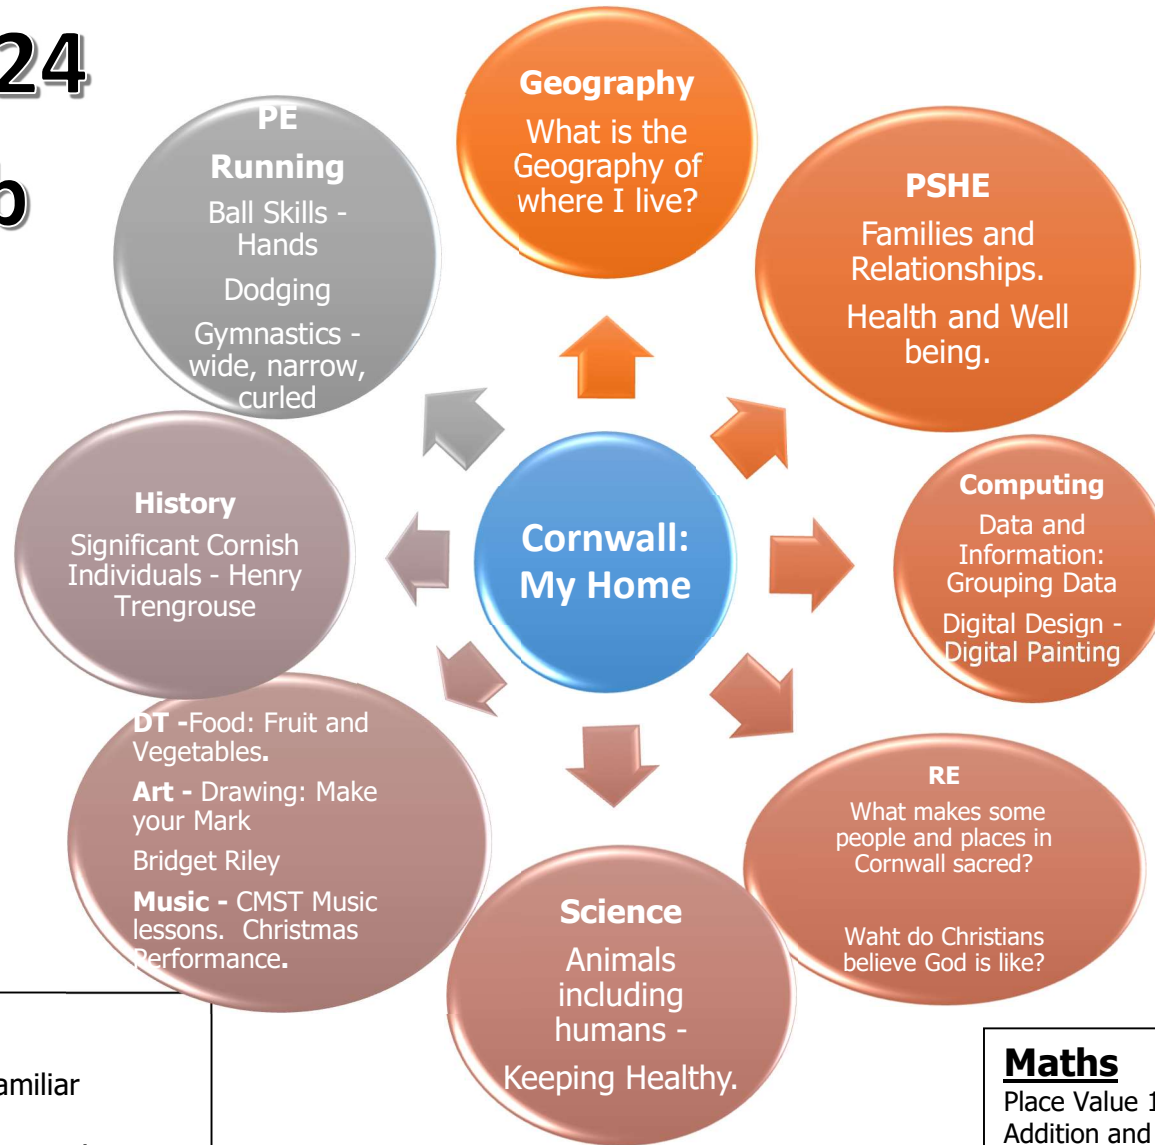 24
b
Geography
What is the
Geography of
where I live?
PSHE
Families and
Relationships.
Health and Well
being.
Computing
Data and
Information:
Grouping Data
Digital Design -
Digital Painting
RE
What makes some
people and places in
Cornwall sacred?
Waht do Christians
believe God is like?
Science
Animals
including
humans -
Keeping Healthy.
DT -Food: Fruit and
Vegetables.
Art - Drawing: Make
your Mark
Bridget Riley
Music - CMST Music
lessons.  Christmas
Performance.
History
Significant Cornish
Individuals - Henry
Trengrouse
PE
Running
Ball Skills -
Hands
Dodging
Gymnastics -
wide, narrow,
curled
Cornwall:
My Home
Maths
Place Value 1
Addition and